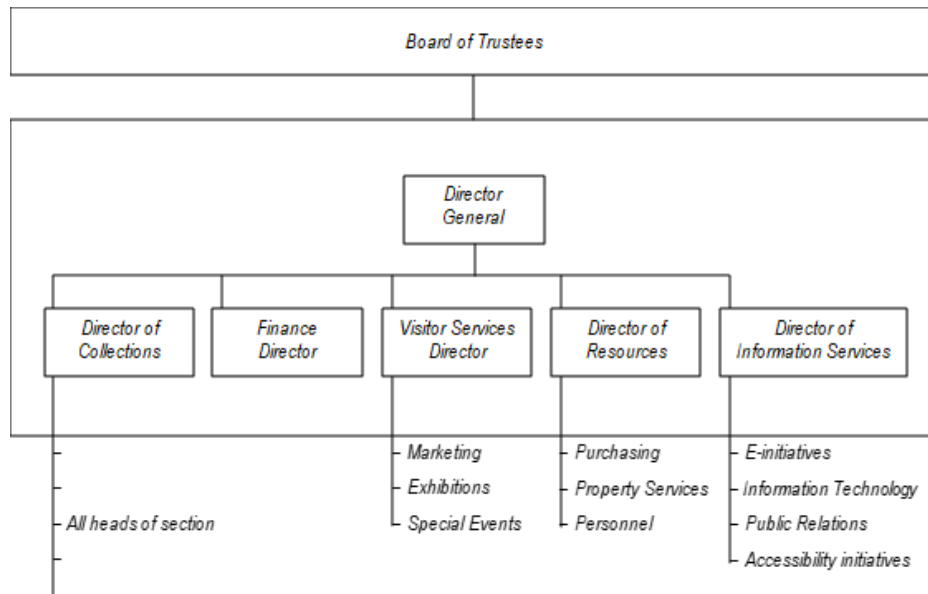 Board of Trustees
Director
General
Director of
Collections
Finance
Director
Visitor Services
Director
Director of
Resources
Director of
Information Services
All heads of section
Marketing
Exhibitions
Special Events
Purchasing
Property Services
Personnel
E-initiatives
Information Technology
Public Relations
Accessibility initiatives